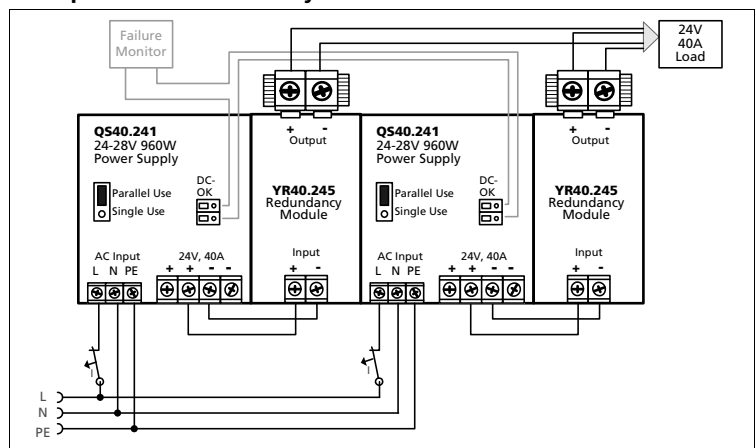 Failure
Monitor
24V
40A
Load
QS40.241
24-28V 960W
Power Supply
Parallel Use
Single Use
DC-
OK
AC Input
L N PE
24V, 40A
+ + - -
+ -
Output
YR40.245
Redundancy
Module
Input
+ -
QS40.241
24-28V 960W
Power Supply
Parallel Use
Single Use
DC-
OK
AC Input
L N PE
24V, 40A
+ + - -
+ -
Output
YR40.245
Redundancy
Module
Input
+ -
I
I
L
N
PE